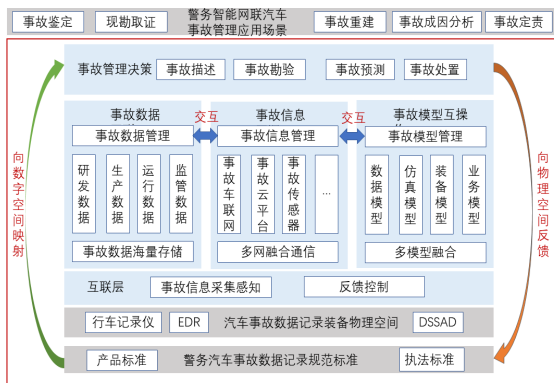 警务智能网联汽车
事故管理应用场景
事故鉴定
现勘取证
事故重建
事故成因分析
事故定责
事故管理决策
事故描述
事故勘验
事故预测
事故处置
事故数据
事故信息
事故模型互操
事故数据管理
交互
事故信息管理
交互
事故模型管理
研发数据
生产数据
运行数据
监管数据
事故车联网
事故云平台
事故传感器
...
数据模型
仿真模型
装备模型
业务模型
事故数据海量存储
多网融合通信
多模型融合
向数字空间映射
向物理空间反馈
互联层
事故信息采集感知
反馈控制
行车记录仪
EDR
汽车事故数据记录装备物理空间
DSSAD
产品标准
警务汽车事故数据记录规范标准
执法标准